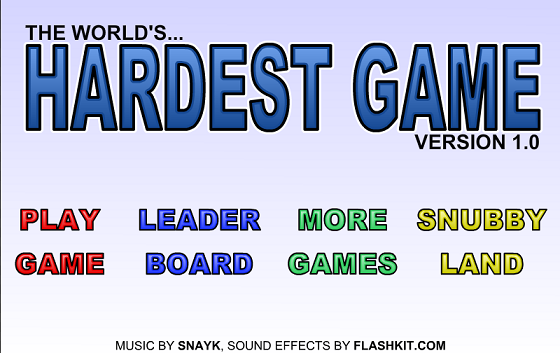 THE WORLD'S...
HARDEST GAME
VERSION 1.0
PLAY LEADER MORE SNUBBY
GAME BOARD GAMES LAND
MUSIC BY SNAYK, SOUND EFFECTS BY FLASHKIT.COM